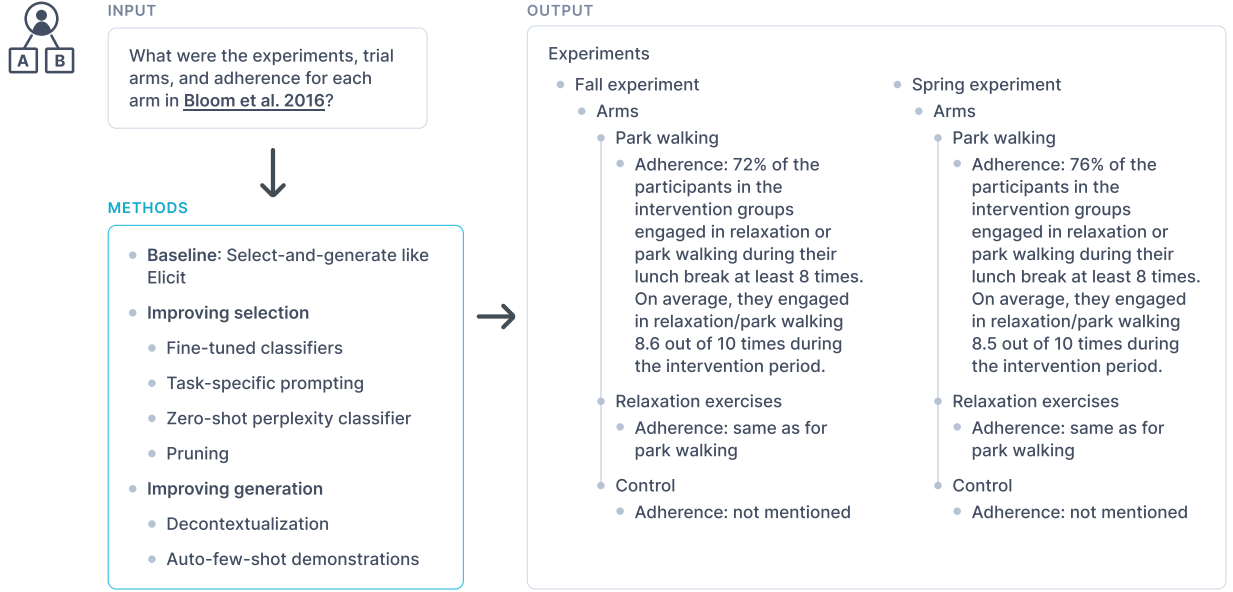 A
B
INPUT
What were the experiments, trial
arms, and adherence for each
arm in Bloom et al. 2016?
METHODS
Baseline: Select-and-generate like
Elicit
Improving selection
Fine-tuned classifiers
Task-specific prompting
Zero-shot perplexity classifier
Pruning
Improving generation
Decontextualization
Auto-few-shot demonstrations
OUTPUT
Experiments
Fall experiment
Arms
Park walking
Adherence: 72% of the
participants in the
intervention groups
engaged in relaxation or
park walking during their
lunch break at least 8 times.
On average, they engaged
in relaxation/park walking
8.6 out of 10 times during
the intervention period.
Relaxation exercises
Adherence: same as for
park walking
Control
Adherence: not mentioned
Spring experiment
Arms
Park walking
Adherence: 76% of the
participants in the
intervention groups
engaged in relaxation or
park walking during their
lunch break at least 8 times.
On average, they engaged
in relaxation/park walking
8.5 out of 10 times during
the intervention period.
Relaxation exercises
Adherence: same as for
park walking
Control
Adherence: not mentioned